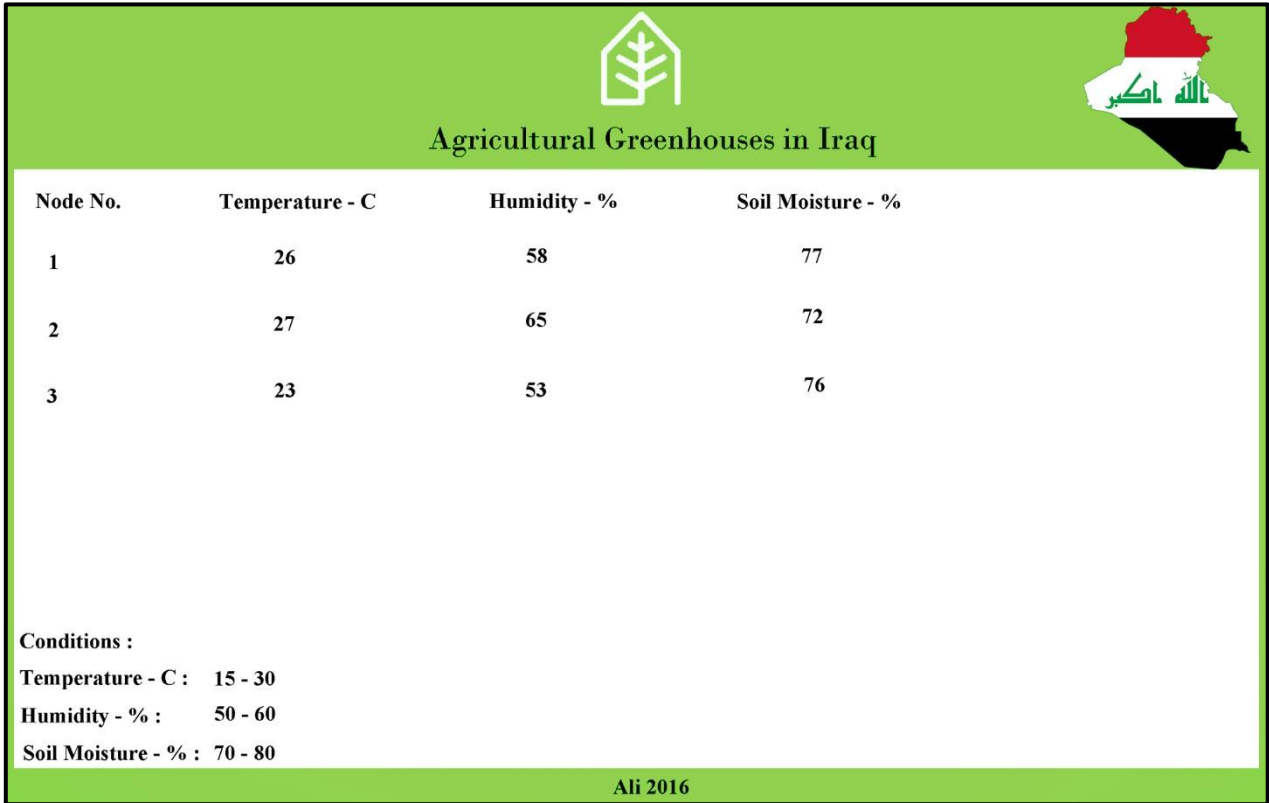 الله اكبر
Agricultural Greenhouses in Iraq
Node No. Temperature - C Humidity - % Soil Moisture - %
1 26 58 77
2 27 65 72
3 23 53 76
Conditions :
Temperature - C : 15 - 30
Humidity - % : 50 - 60
Soil Moisture - % : 70 - 80
Ali 2016